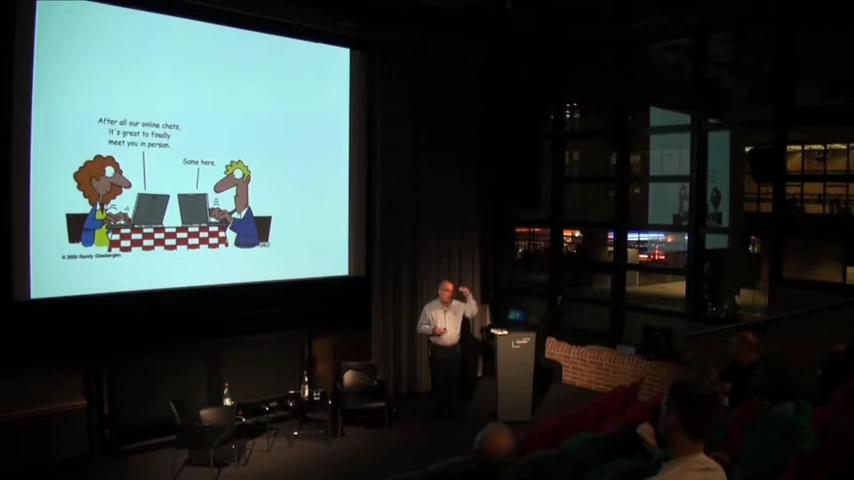 After all our online chats,
it's great to finally
meet you in person.
Same here.
© 2000 Randy Glasbergen.